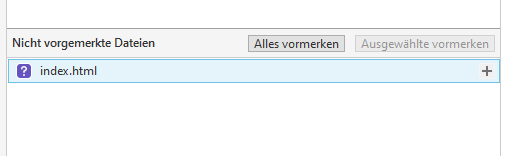 Nicht vorgemerkte Dateien Alles vormerken Ausgewählte vormerken
? index.html +